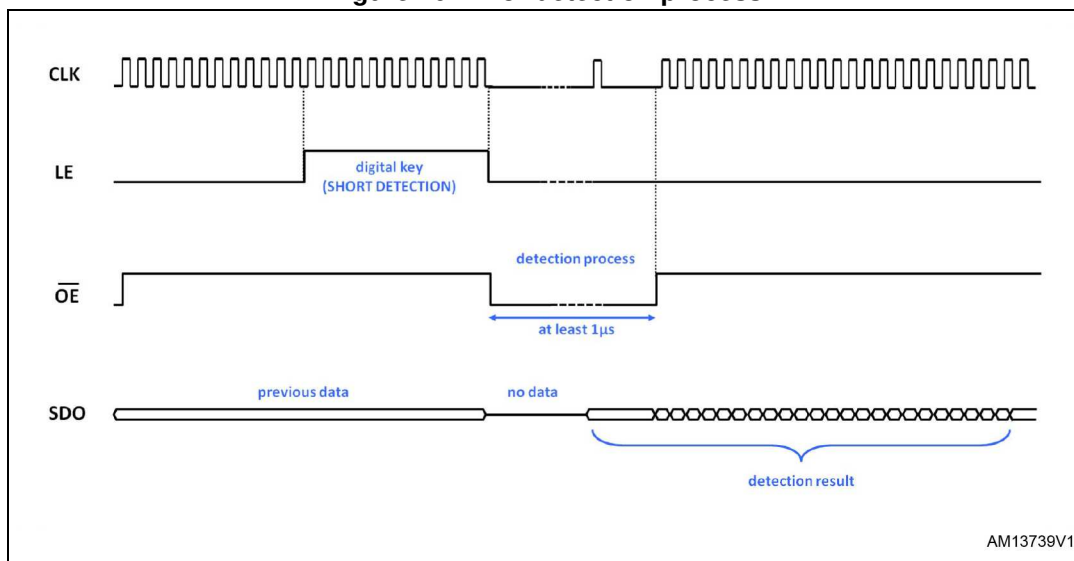 CLK
LE
digital key
(SHORT DETECTION)
detection process
OE
at least 1µs
previous data
no data
SDO
detection result
AM13739V1